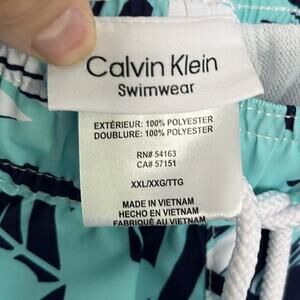 Calvin Klein
Swimwear
EXTÉRIEUR: 100% POLYESTER
DOUBLURE: 100% POLYESTER
RN# 54163
CA# 57151
XXL/XXG/TTG
MADE IN VIETNAM
HECHO EN VIETNAM
FABRIQUÉ AU VIETNAM